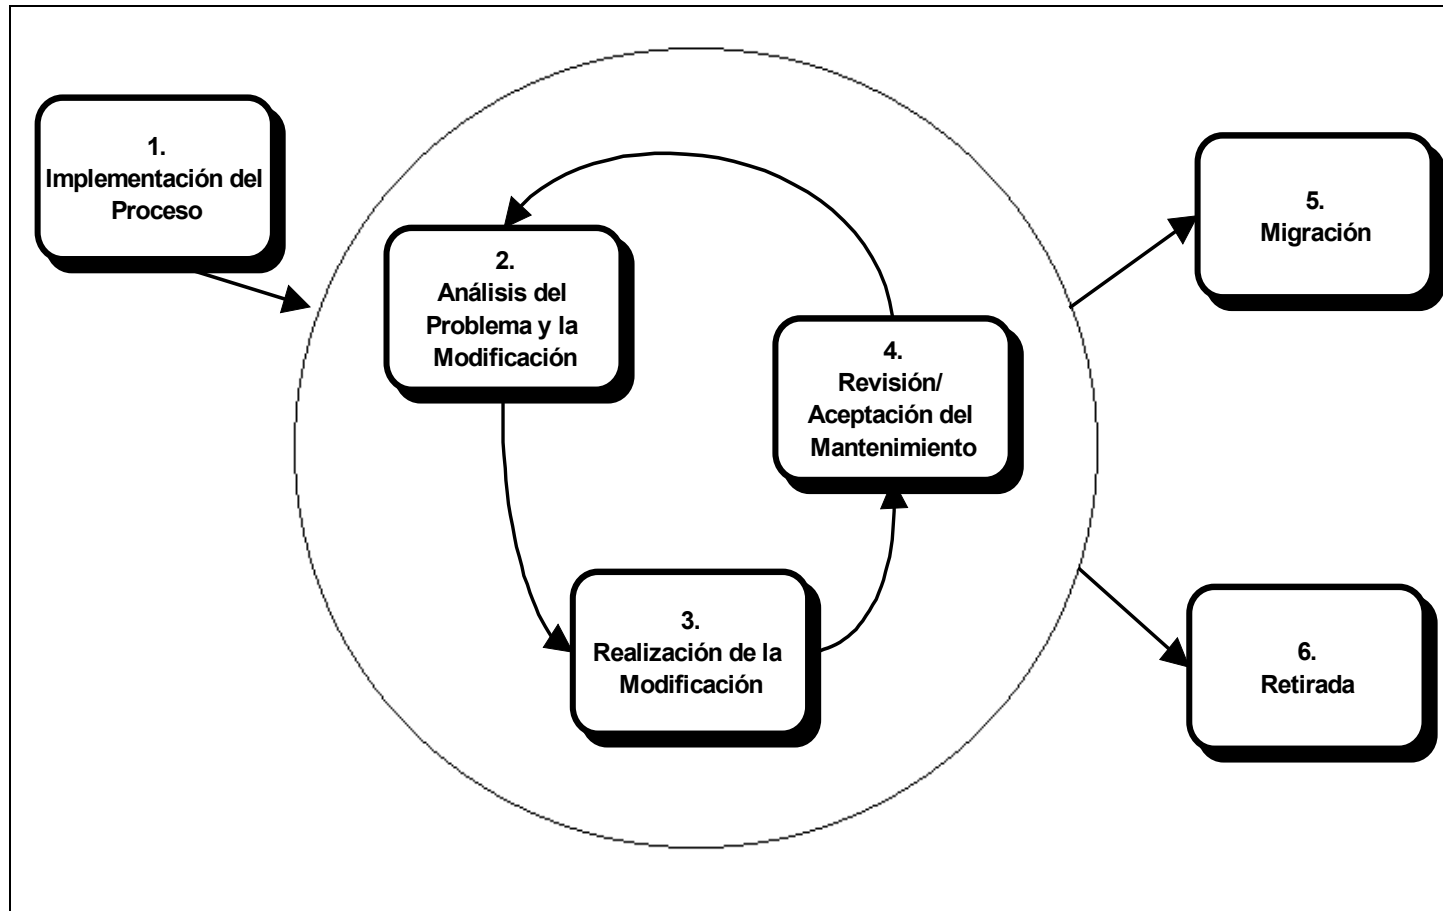 1.
Implementación del
Proceso
2.
Análisis del
Problema y la
Modificación
3.
Realización de la
Modificación
4.
Revisión/
Aceptación del
Mantenimiento
5.
Migración
6.
Retirada